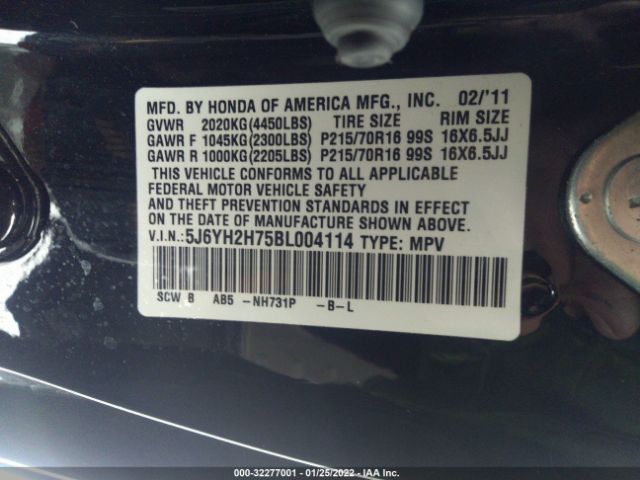 MFD. BY HONDA OF AMERICA MFG., INC. 02/'11
GVWR 2020KG(4450LBS) TIRE SIZE RIM SIZE
GAWR F 1045KG(2300LBS) P215/70R16 99S 16X6.5JJ
GAWR R 1000KG(2205LBS) P215/70R16 99S 16X6.5JJ
THIS VEHICLE CONFORMS TO ALL APPLICABLE
FEDERAL MOTOR VEHICLE SAFETY
AND THEFT PREVENTION STANDARDS IN EFFECT
ON THE DATE OF MANUFACTURE SHOWN ABOVE.
V.I.N.:5J6YH2H75BL004114 TYPE: MPV
SCW B AB5 -NH731P -B-L
000-32277001 - 01/25/2022 - IAA Inc.